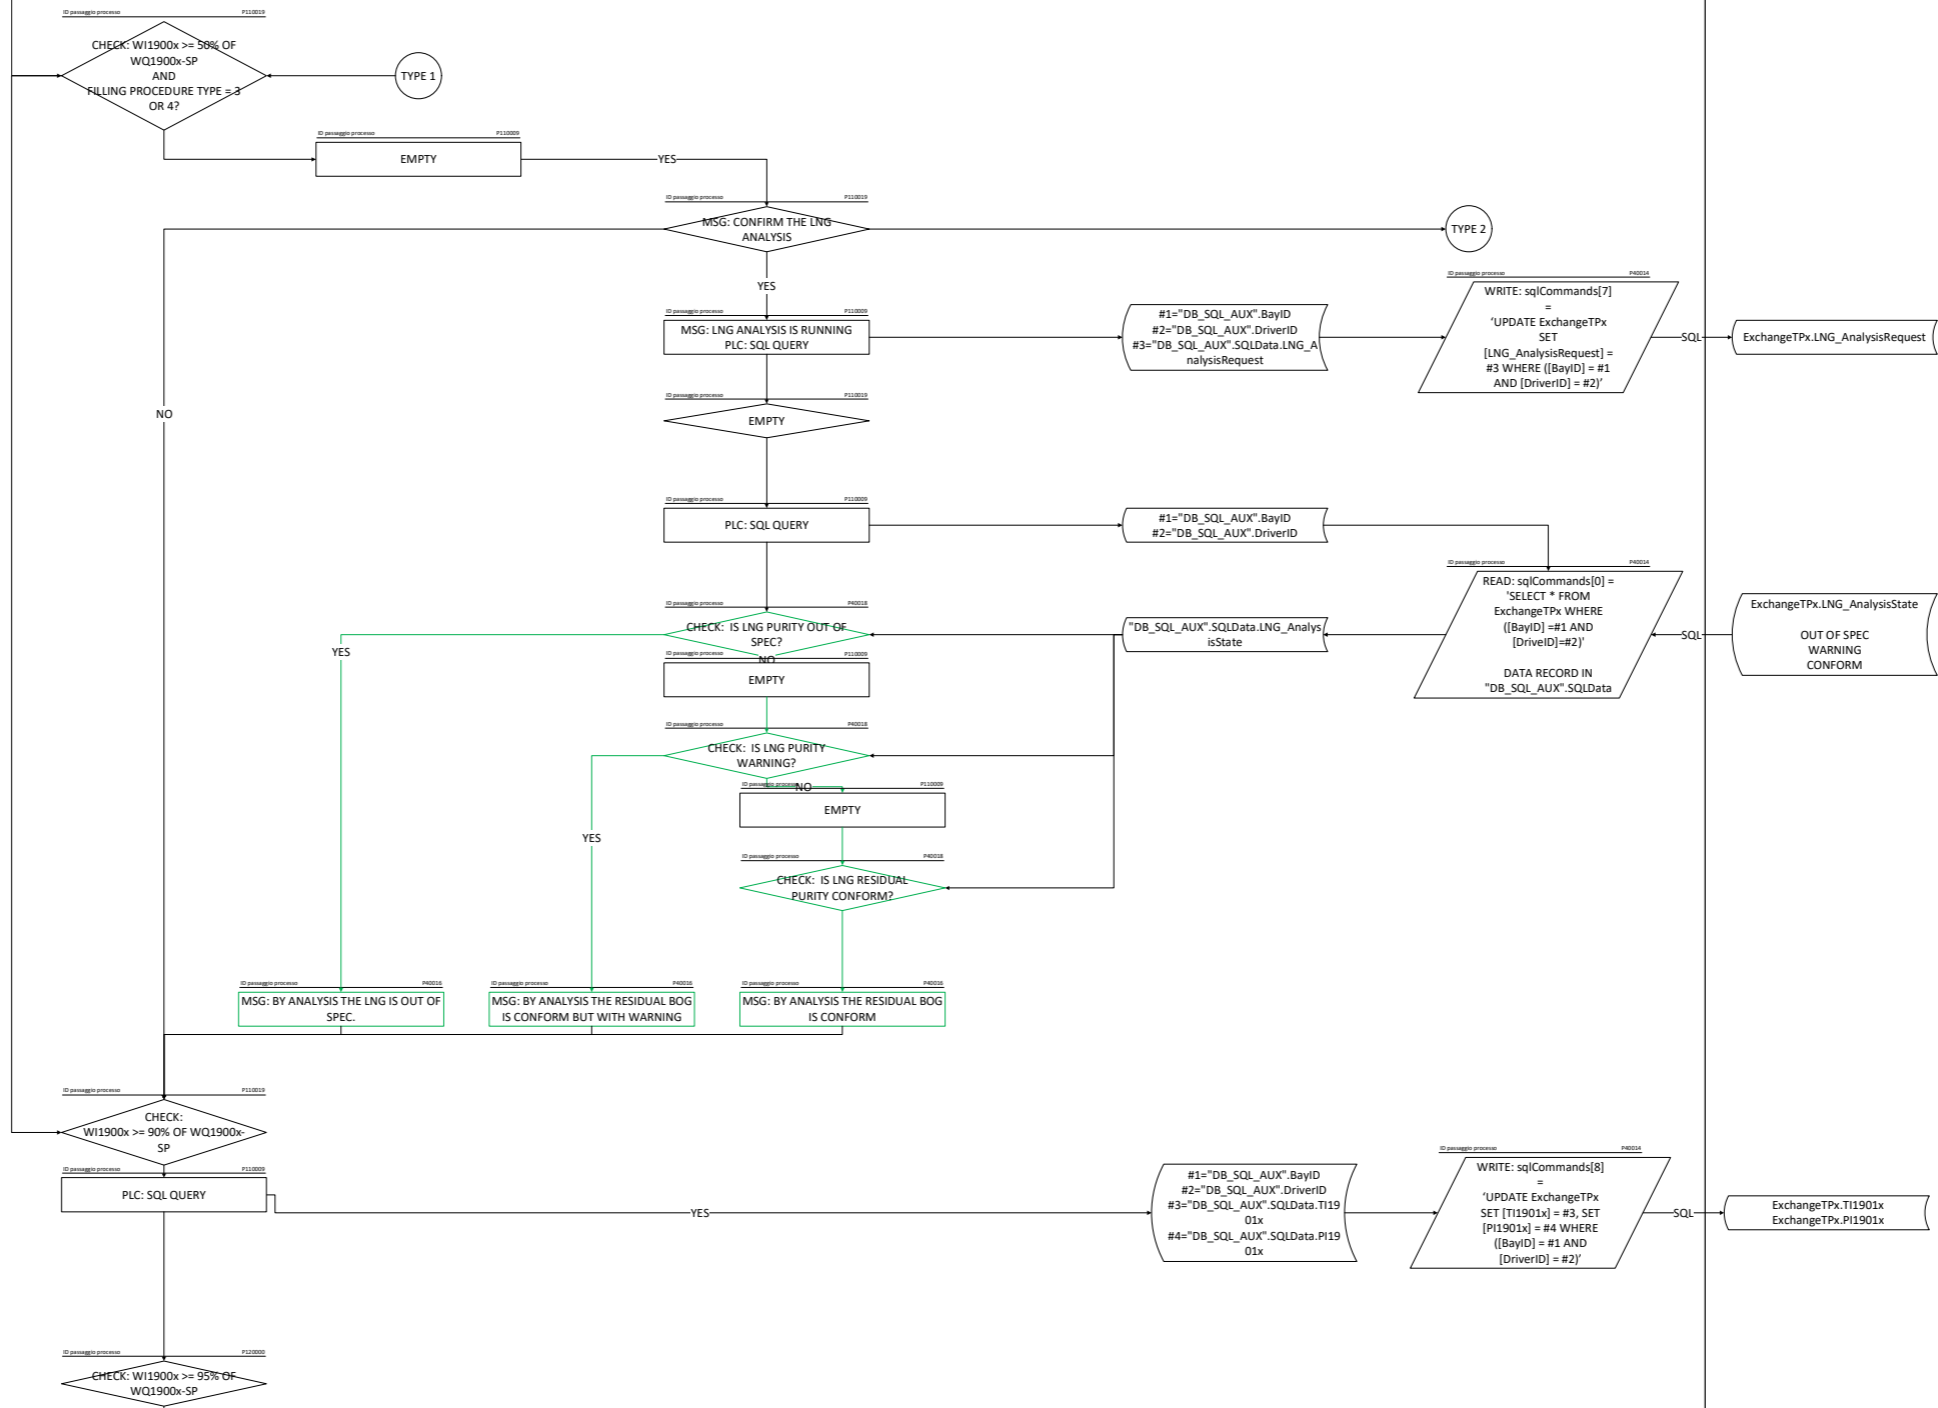 ID passaggio processo P110019
CHECK: WI1900x >= 50% OF
WQ1900x-SP
AND
FILLING PROCEDURE TYPE = 3
OR 4?
TYPE 1
ID passaggio processo P110009
EMPTY
YES
ID passaggio processo P110019
MSG: CONFIRM THE LNG
ANALYSIS
TYPE 2
NO
YES
ID passaggio processo P110009
MSG: LNG ANALYSIS IS RUNNING
PLC: SQL QUERY
#1="DB_SQL_AUX".BayID
#2="DB_SQL_AUX".DriverID
#3="DB_SQL_AUX".SQLData.LNG_A
nalysisRequest
ID passaggio processo P40014
WRITE: sqlCommands[7]
=
‘UPDATE ExchangeTPx
SET
[LNG_AnalysisRequest] =
#3 WHERE ([BayID] = #1
AND [DriverID] = #2)’
SQL
ExchangeTPx.LNG_AnalysisRequest
ID passaggio processo P110019
EMPTY
ID passaggio processo P110009
PLC: SQL QUERY
#1="DB_SQL_AUX".BayID
#2="DB_SQL_AUX".DriverID
ID passaggio processo P40014
READ: sqlCommands[0] =
'SELECT * FROM
ExchangeTPx WHERE
([BayID] =#1 AND
[DriveID]=#2)'
DATA RECORD IN
"DB_SQL_AUX".SQLData
SQL
ExchangeTPx.LNG_AnalysisState
OUT OF SPEC
WARNING
CONFORM
"DB_SQL_AUX".SQLData.LNG_Analys
isState
ID passaggio processo P40018
CHECK: IS LNG PURITY OUT OF
SPEC?
YES
NO
ID passaggio processo P110009
EMPTY
ID passaggio processo P40018
CHECK: IS LNG PURITY
WARNING?
YES
NO
ID passaggio processo P110009
EMPTY
ID passaggio processo P40018
CHECK: IS LNG RESIDUAL
PURITY CONFORM?
ID passaggio processo P40016
MSG: BY ANALYSIS THE LNG IS OUT OF
SPEC.
ID passaggio processo P40016
MSG: BY ANALYSIS THE RESIDUAL BOG
IS CONFORM BUT WITH WARNING
ID passaggio processo P40016
MSG: BY ANALYSIS THE RESIDUAL BOG
IS CONFORM
ID passaggio processo P110019
CHECK:
WI1900x >= 90% OF WQ1900x-
SP
ID passaggio processo P110009
PLC: SQL QUERY
YES
#1="DB_SQL_AUX".BayID
#2="DB_SQL_AUX".DriverID
#3="DB_SQL_AUX".SQLData.TI19
01x
#4="DB_SQL_AUX".SQLData.PI19
01x
ID passaggio processo P40014
WRITE: sqlCommands[8]
=
‘UPDATE ExchangeTPx
SET [TI1901x] = #3, SET
[PI1901x] = #4 WHERE
([BayID] = #1 AND
[DriverID] = #2)’
SQL
ExchangeTPx.TI1901x
ExchangeTPx.PI1901x
ID passaggio processo P120000
CHECK: WI1900x >= 95% OF
WQ1900x-SP